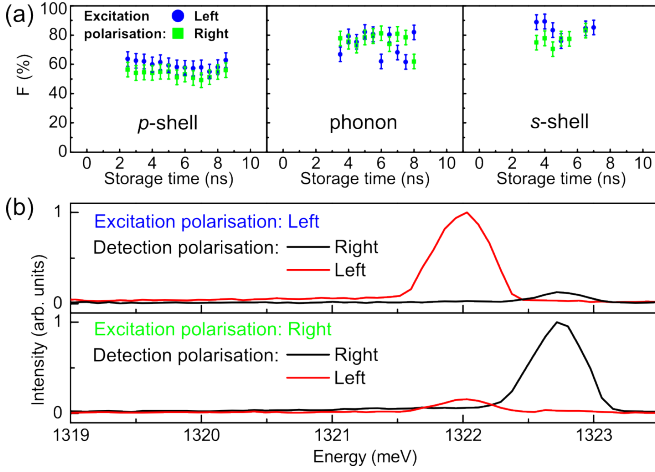 (a)
Excitation polarisation: Left Right
F (%)
100
80
60
40
20
0
p-shell
phonon
s-shell
0 2 4 6 8 10 0 2 4 6 8 10 0 2 4 6 8 10
Storage time (ns) Storage time (ns) Storage time (ns)
(b)
Intensity (arb. units)
1
Excitation polarisation: Left
Detection polarisation: Right
Left
0
1
Excitation polarisation: Right
Detection polarisation: Right
Left
0
1319 1320 1321 1322 1323
Energy (meV)